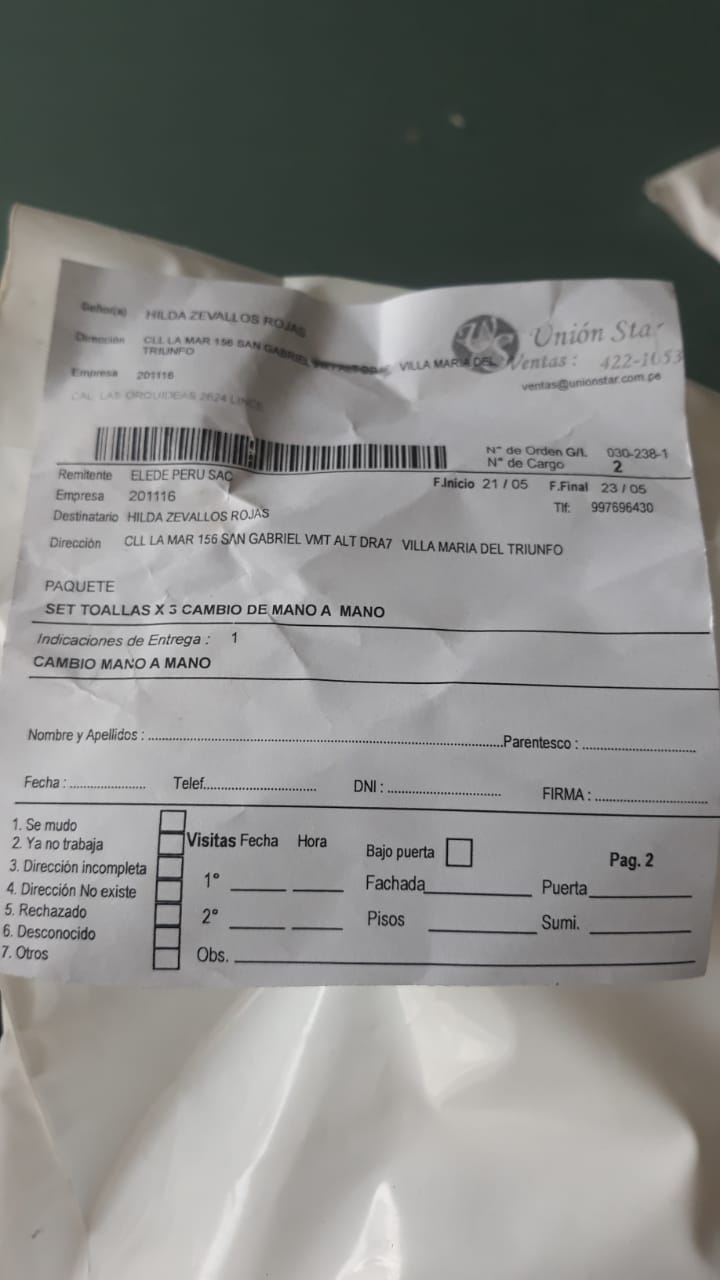 Señor(a) HILDA ZEVALLOS ROJAS
Unión Star
Dirección CLL LA MAR 156 SAN GABRIEL VILLA MARIA DEL
TRIUNFO
Ventas : 422-1053
Empresa 201116
ventas@unionstar.com.pe
CAL LAS ORQUIDEAS 2624 LINCE
N° de Orden G/I. 030-238-1
N° de Cargo 2
Remitente ELEDE PERU SAC
F.Inicio 21 / 05 F.Final 23 / 05
Empresa 201116
Tlf: 997696430
Destinatario HILDA ZEVALLOS ROJAS
Dirección CLL LA MAR 156 SAN GABRIEL VMT ALT DRA7 VILLA MARIA DEL TRIUNFO
PAQUETE
SET TOALLAS X 3 CAMBIO DE MANO A MANO
Indicaciones de Entrega : 1
CAMBIO MANO A MANO
Nombre y Apellidos : Parentesco :
Fecha : Telef. DNI : FIRMA :
1. Se mudo
2. Ya no trabaja
3. Dirección incompleta
4. Dirección No existe
5. Rechazado
6. Desconocido
7. Otros
Visitas Fecha Hora
Bajo puerta
Pag. 2
1° Fachada Puerta
2° Pisos Sumi.
Obs.